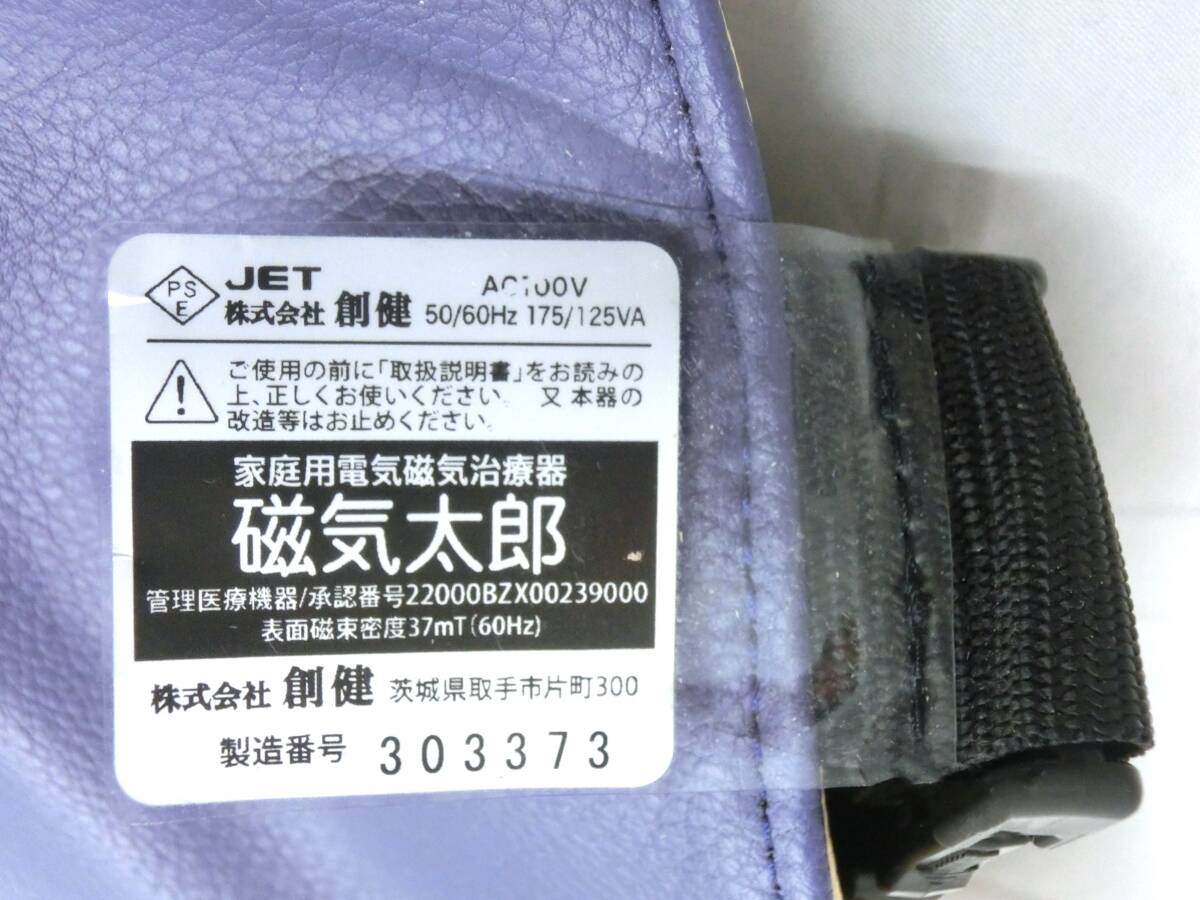 PSE JET AC100V
株式会社 創健 50/60Hz 175/125VA
ご使用の前に「取扱説明書」をお読みの
上、正しくお使いください。 又 本器の
改造等はお止めください。
家庭用電気磁気治療器
磁気太郎
管理医療機器/承認番号22000BZX00239000
表面磁束密度37mT(60Hz)
株式会社 創健 茨城県取手市片町300
製造番号 303373